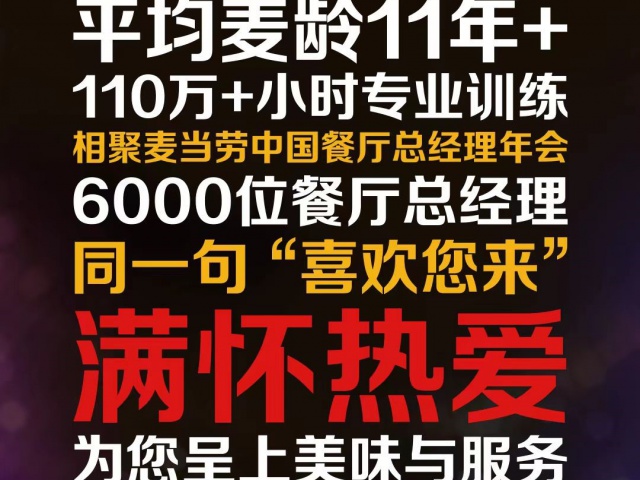 平均麦龄11年+
110万+小时专业训练
相聚麦当劳中国餐厅总经理年会
6000位餐厅总经理
同一句“喜欢您来”
满怀热爱
为您呈上美味与服务